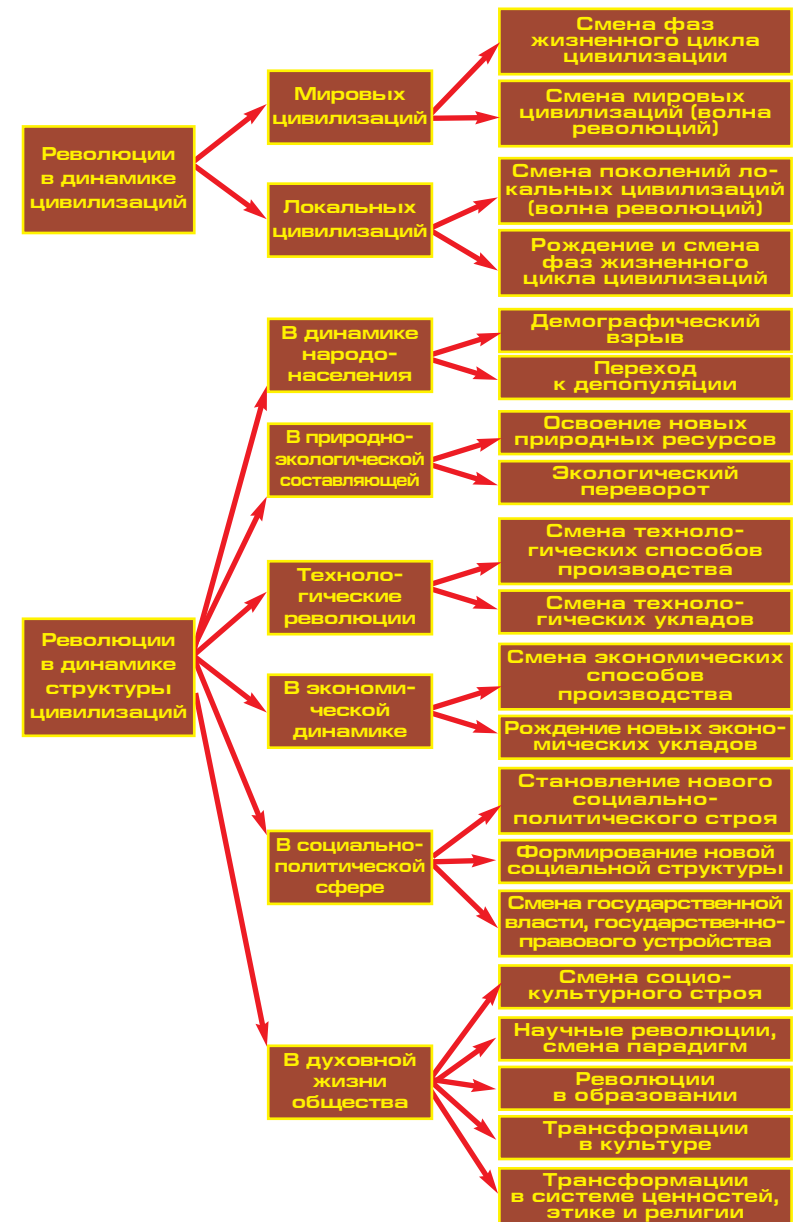 Революции
в динамике
цивилизаций
Мировых
цивилизаций
Смена фаз
жизненного цикла
цивилизации
Смена мировых
цивилизаций (волна
революций)
Локальных
цивилизаций
Смена поколений ло-
кальных цивилизаций
(волна революций)
Рождение и смена
фаз жизненного
цикла цивилизаций
Революции
в динамике
структуры
цивилизаций
В динамике
народо-
населения
Демографический
взрыв
Переход
к депопуляции
В природно-
экологической
составляющей
Освоение новых
природных ресурсов
Экологический
переворот
Техноло-
гические
революции
Смена техноло-
гических способов
производства
Смена техноло-
гических укладов
В экономи-
ческой
динамике
Смена экономических
способов
производства
Рождение новых эконо-
мических укладов
В социально-
политической
сфере
Становление нового
социально-
политического строя
Формирование новой
социальной структуры
Смена государственной
власти, государственно-
правового устройства
В духовной
жизни
общества
Смена социо-
культурного строя
Научные революции,
смена парадигм
Революции
в образовании
Трансформации
в культуре
Трансформации
в системе ценностей,
этике и религии